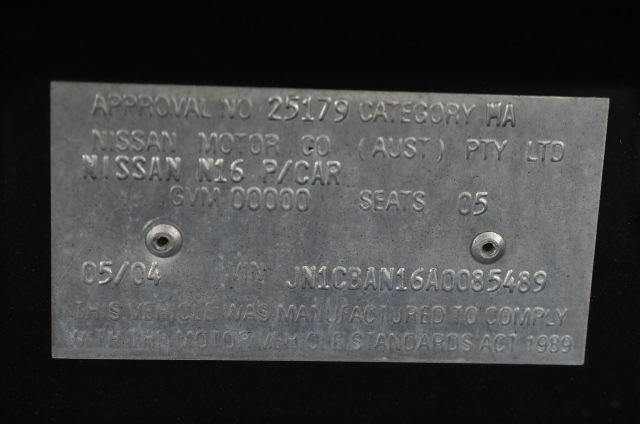 APPROVAL NO 25179 CATEGORY MA
NISSAN MOTOR CO (AUST) PTY LTD
NISSAN N16 P/CAR
GVM 00000 SEATS 05
05/04 VIN JN1CBAN16A0085489
THIS VEHICLE WAS MANUFACTURED TO COMPLY
WITH THE MOTOR VEHICLE STANDARDS ACT 1989